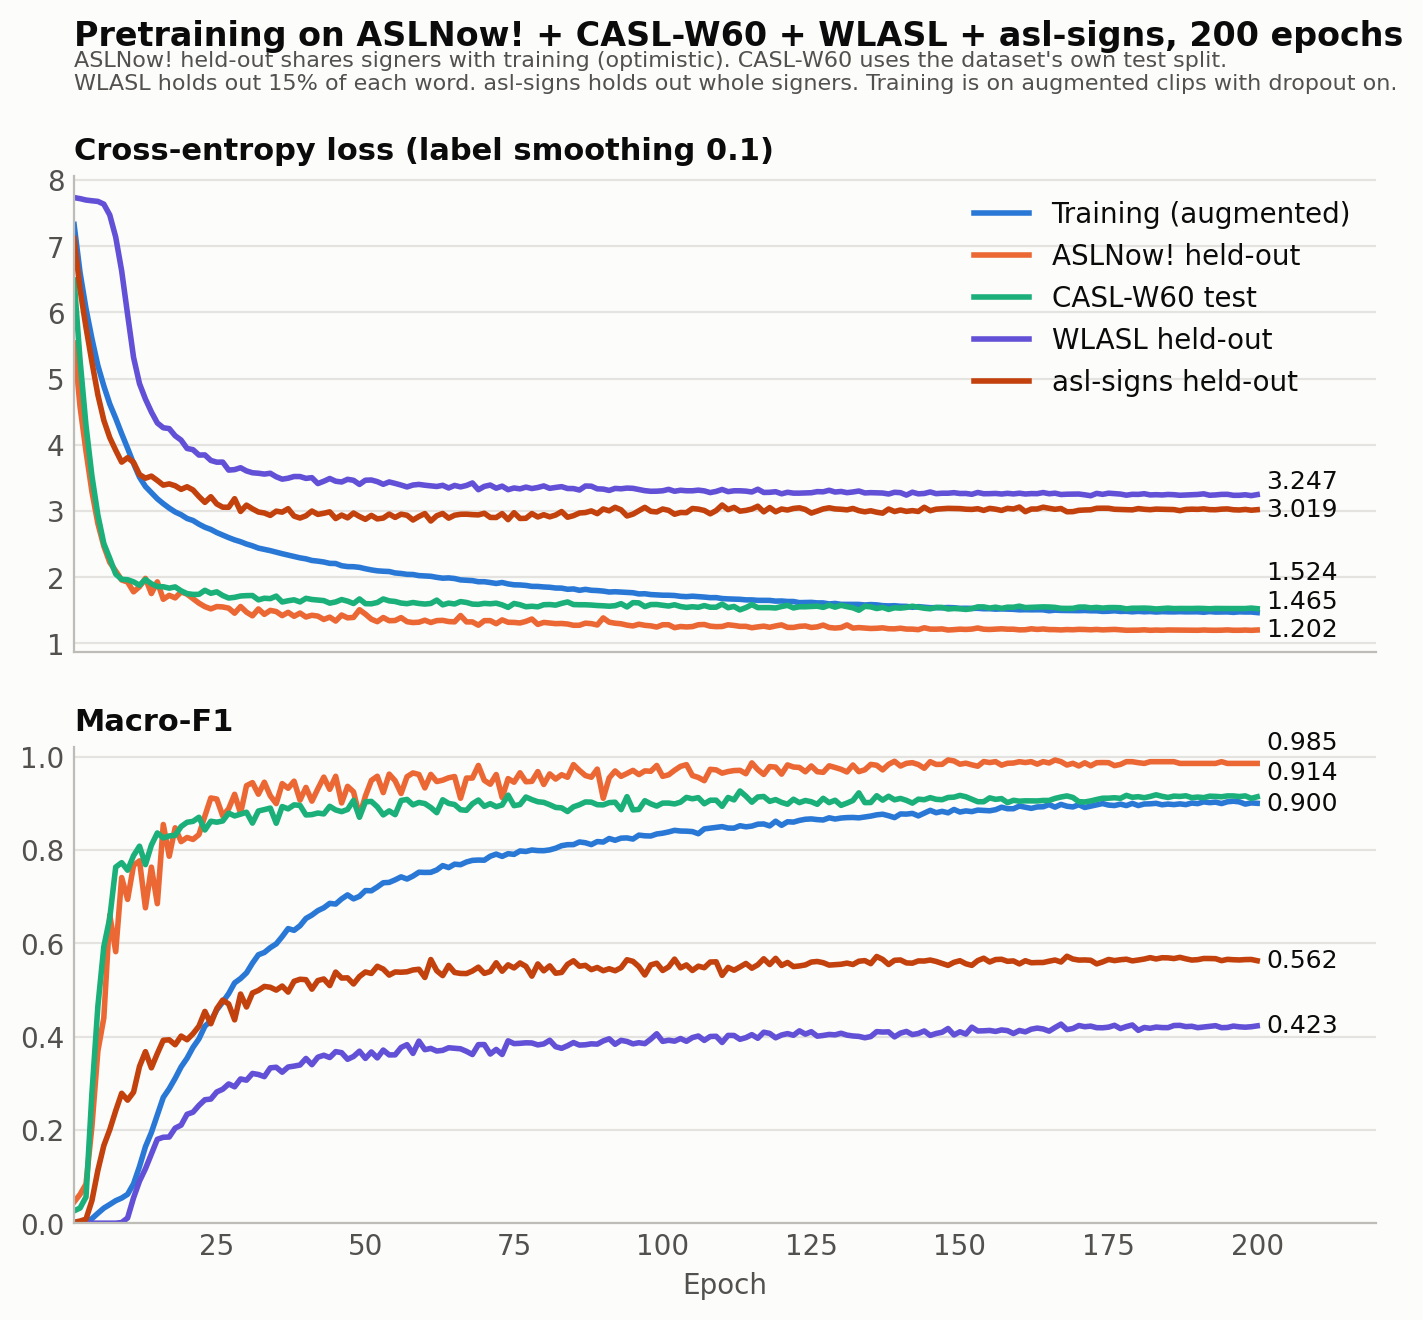 Pretraining on ASLNow! + CASL-W60 + WLASL + asl-signs, 200 epochs
ASLNow! held-out shares signers with training (optimistic). CASL-W60 uses the dataset's own test split.
WLASL holds out 15% of each word. asl-signs holds out whole signers. Training is on augmented clips with dropout on.
Cross-entropy loss (label smoothing 0.1)
8
7
6
5
4
3
2
1
Training (augmented)
ASLNow! held-out
CASL-W60 test
WLASL held-out
asl-signs held-out
3.247
3.019
1.524
1.465
1.202
Macro-F1
1.0
0.8
0.6
0.4
0.2
0.0
0.985
0.914
0.900
0.562
0.423
25 50 75 100 125 150 175 200
Epoch